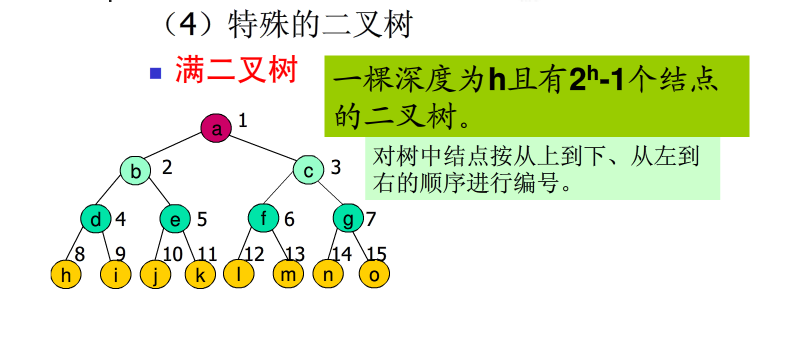 （4）特殊的二叉树
■ 满二叉树
一棵深度为h且有2ʰ-1个结点
的二叉树。
对树中结点按从上到下、从左到
右的顺序进行编号。
a 1
b 2 c 3
d 4 e 5 f 6 g 7
8 9 10 11 12 13 14 15
h i j k l m n o